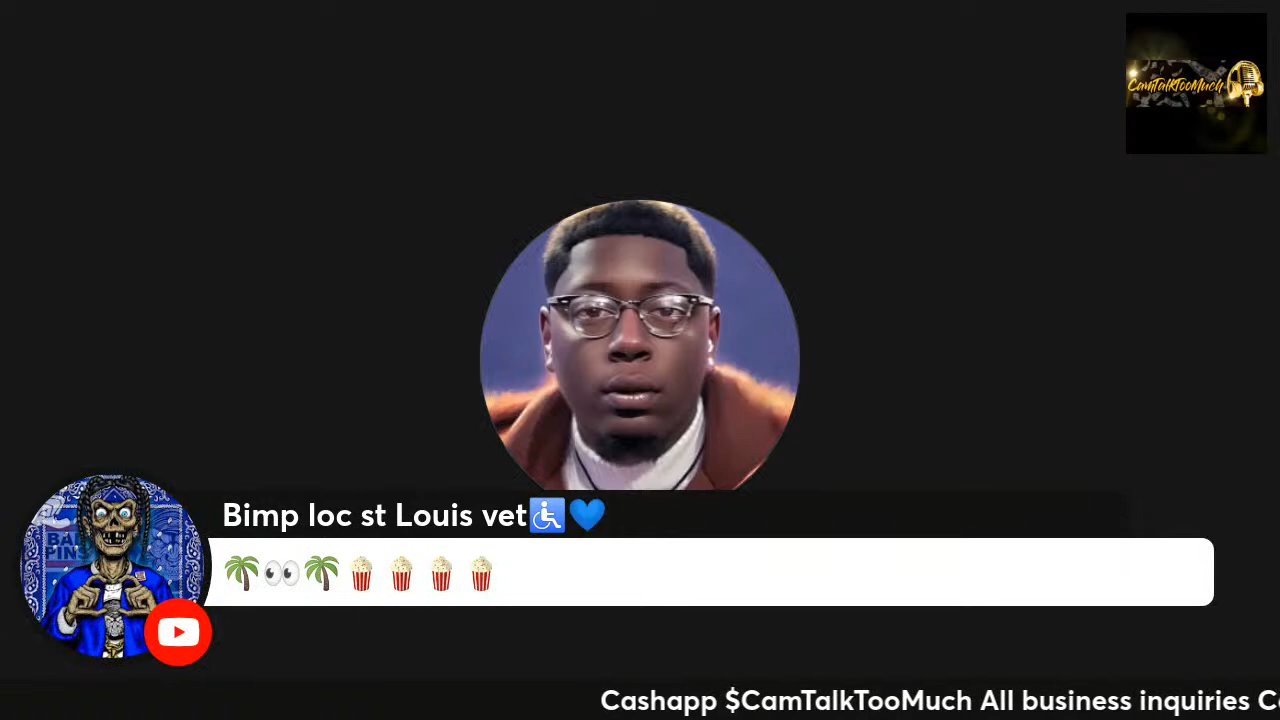 CamTalkTooMuch
Bimp loc st Louis vet♿💙
🌴👀🌴🍿🍿🍿🍿
Cashapp $CamTalkTooMuch All business inquiries C